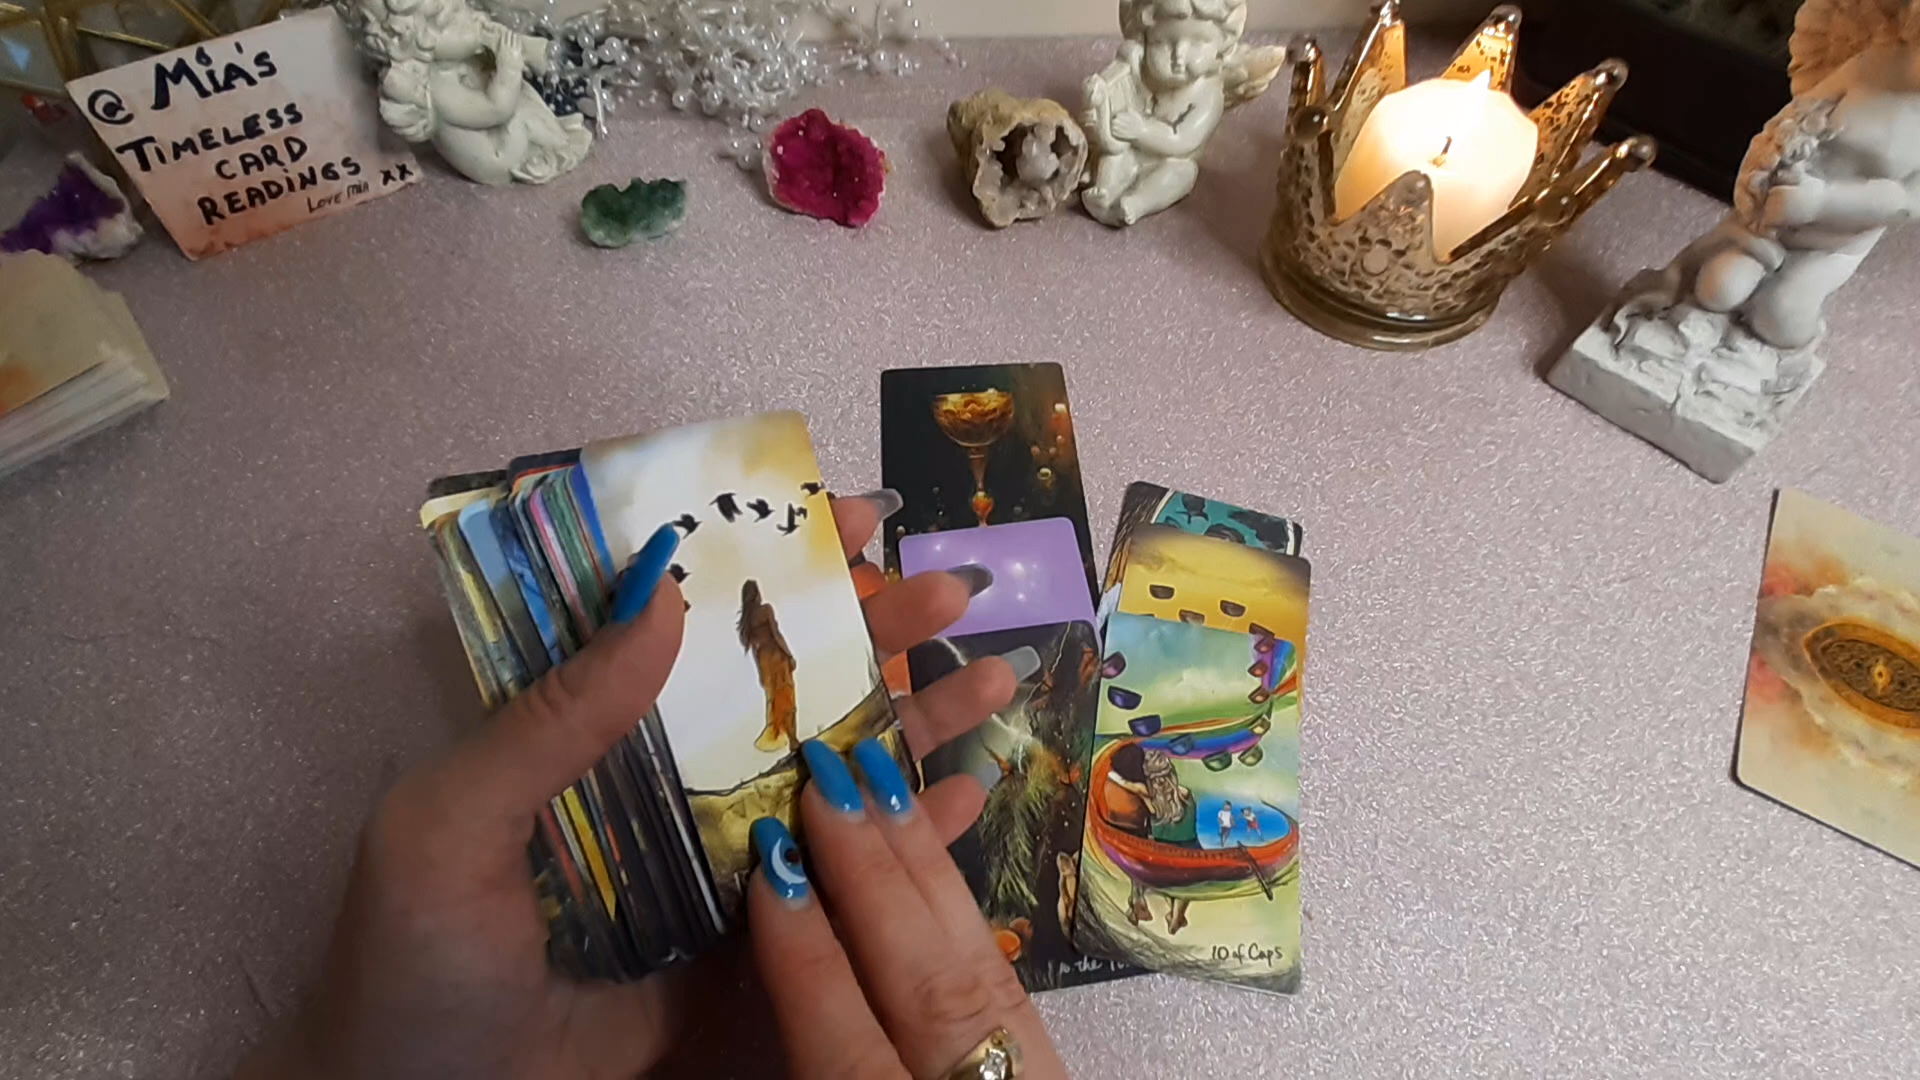 @ MiA's
TIMELESS
CARD
READiNGS
LOVE MiA xx
10 of Cups